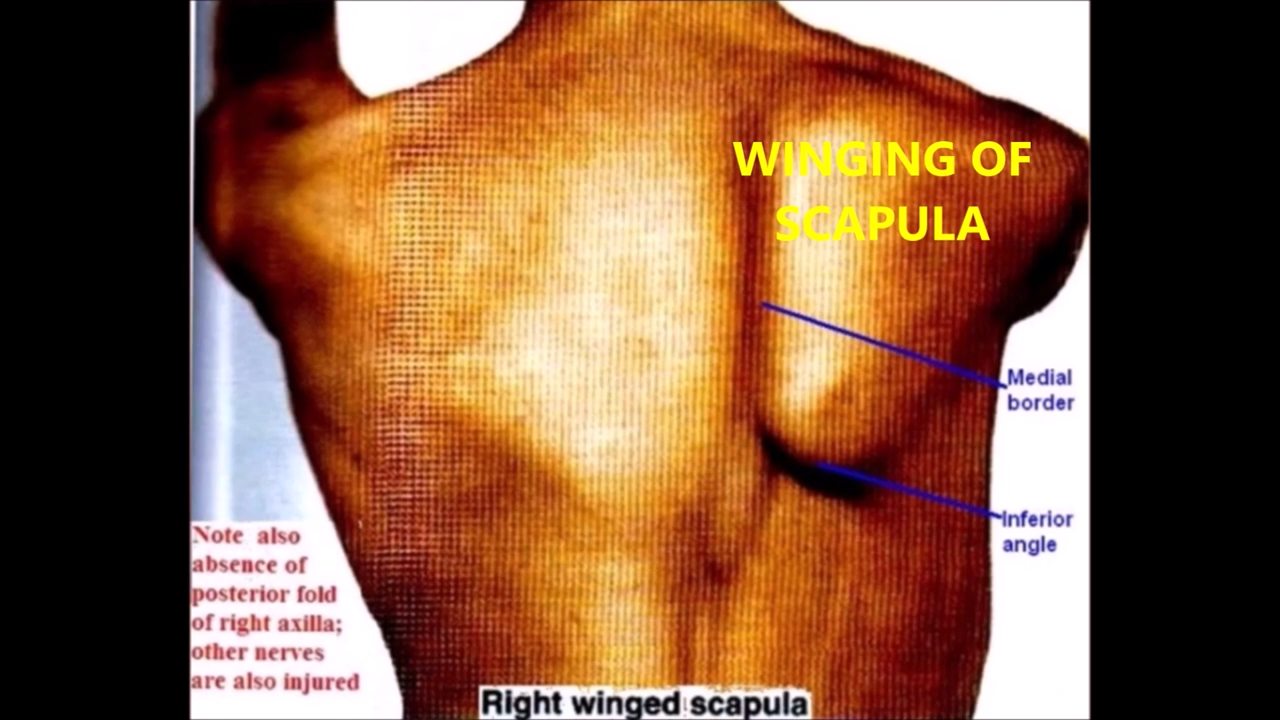 WINGING OF
SCAPULA
Medial
border
Inferior
angle
Note also
absence of
posterior fold
of right axilla;
other nerves
are also injured
Right winged scapula